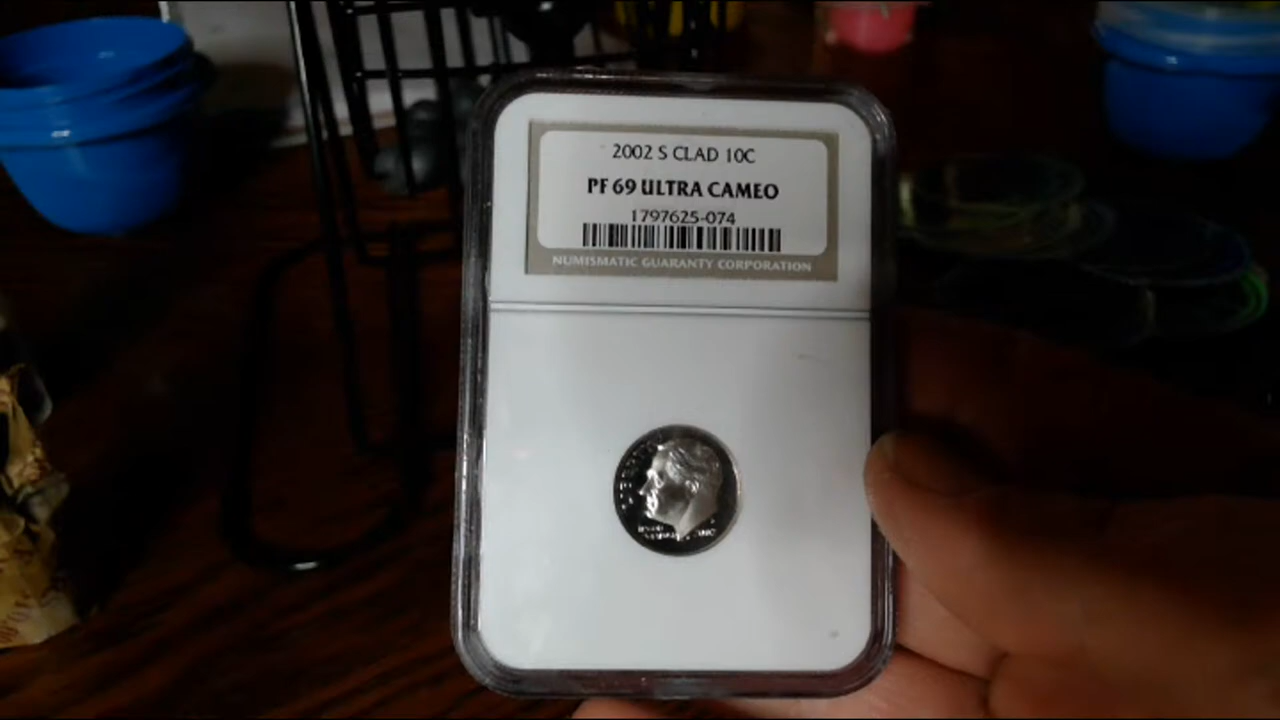 2002 S CLAD 10C
PF 69 ULTRA CAMEO
1797625-074
NUMISMATIC GUARANTY CORPORATION